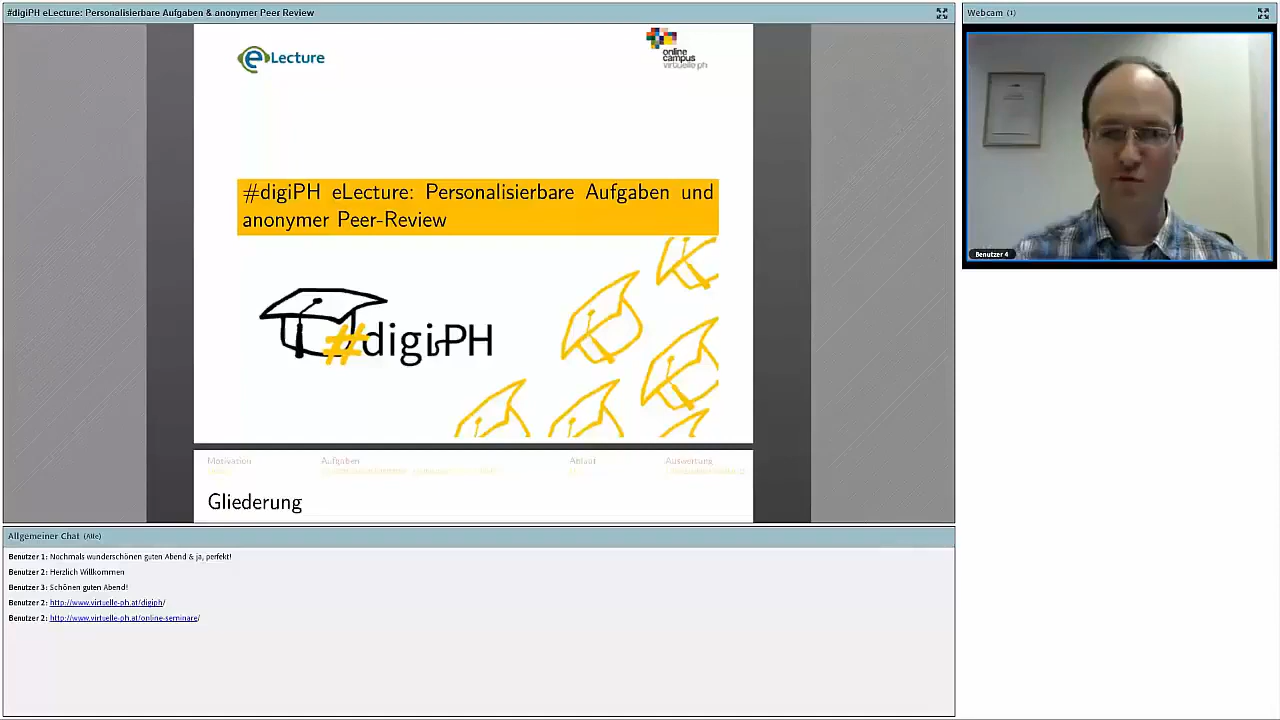 #digiPH eLecture: Personalisierbare Aufgaben & anonymer Peer Review
eLecture
online
campus
virtuelle ph
#digiPH eLecture: Personalisierbare Aufgaben und
anonymer Peer-Review
#digiPH
Motivation Aufgaben Ablauf Auswertung
Gliederung
Webcam (1)
Benutzer 4
Allgemeiner Chat (Alle)
Benutzer 1: Nochmals wunderschönen guten Abend & ja, perfekt!
Benutzer 2: Herzlich Willkommen
Benutzer 3: Schönen guten Abend!
Benutzer 2: http://www.virtuelle-ph.at/digiph/
Benutzer 2: http://www.virtuelle-ph.at/online-seminare/